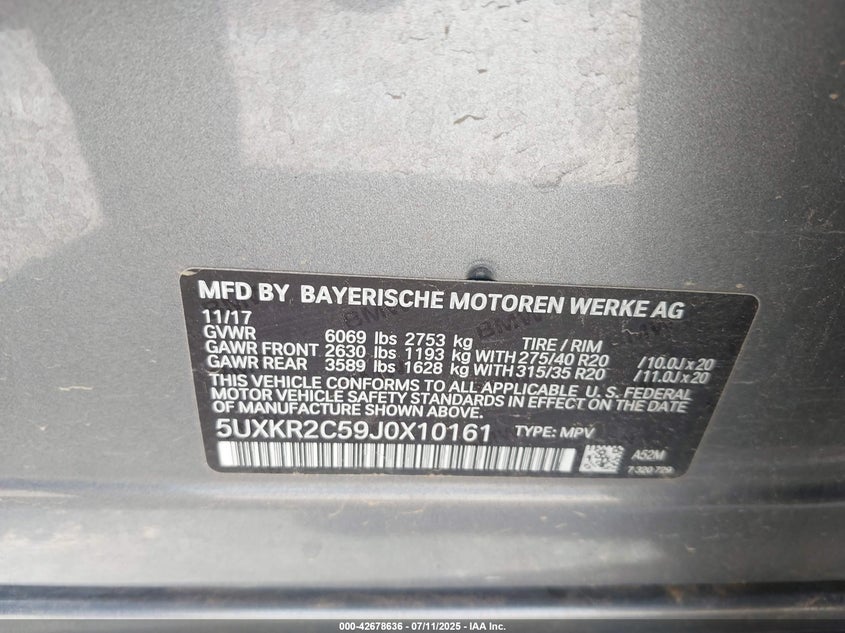 MFD BY BAYERISCHE MOTOREN WERKE AG
11/17
GVWR 6069 lbs 2753 kg TIRE / RIM
GAWR FRONT 2630 lbs 1193 kg WITH 275/40 R20 /10.0J x 20
GAWR REAR 3589 lbs 1628 kg WITH 315/35 R20 /11.0J x 20
THIS VEHICLE CONFORMS TO ALL APPLICABLE U. S. FEDERAL
MOTOR VEHICLE SAFETY STANDARDS IN EFFECT ON THE DATE
OF MANUFACTURE SHOWN ABOVE.
5UXKR2C59J0X10161 TYPE: MPV
A52M
7 320 729
000-42678636 - 07/11/2025 - IAA Inc.